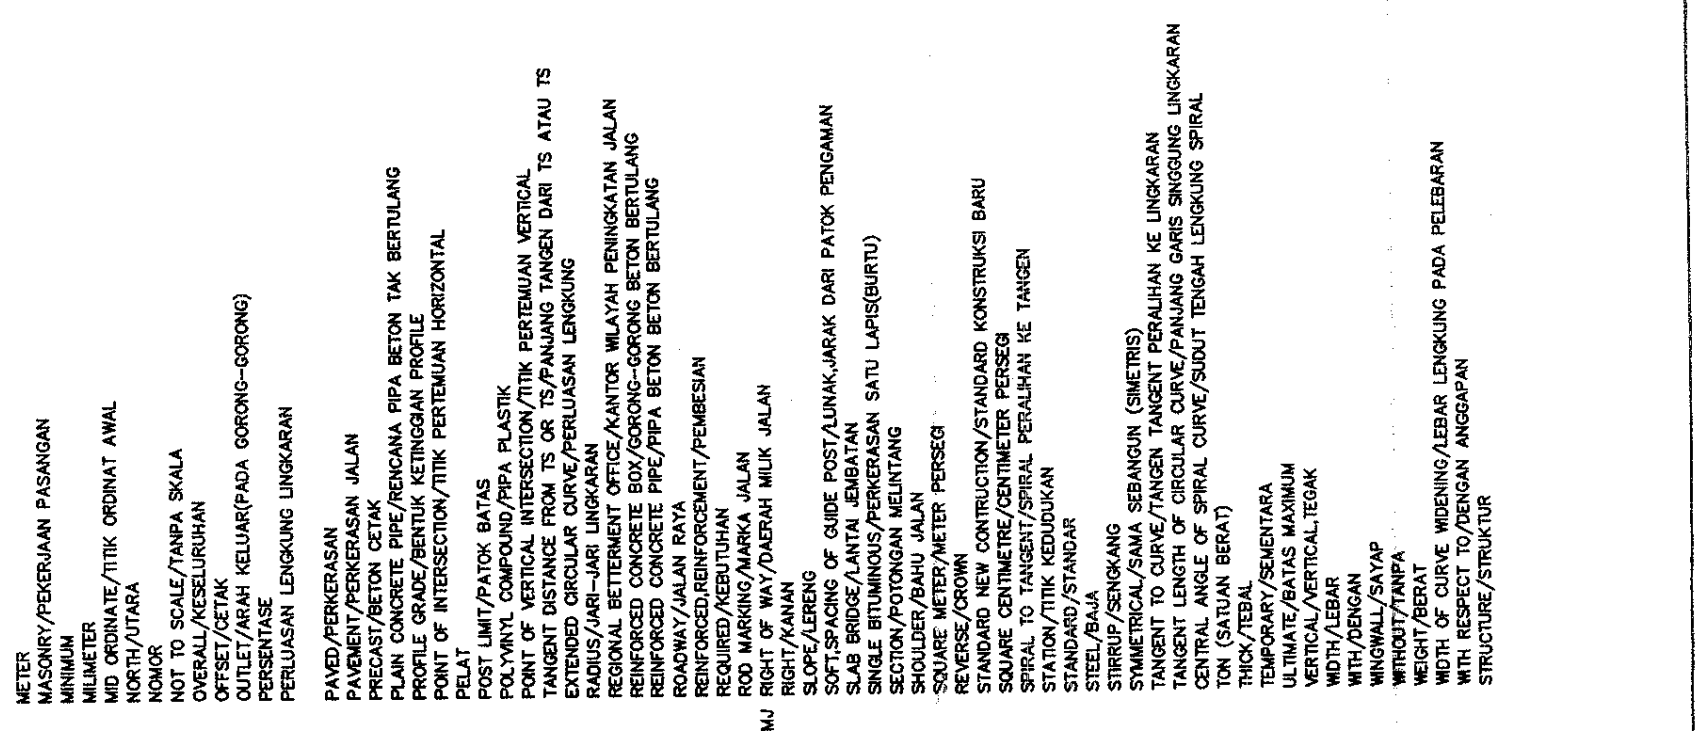 METER
MASONRY/PEKERJAAN PASANGAN
MINIMUM
MILIMETER
MID ORDINATE/TITIK ORDINAT AWAL
NORTH/UTARA
NOMOR
NOT TO SCALE/TANPA SKALA
OVERALL/KESELURUHAN
OFFSET/CETAK
OUTLET/ARAH KELUAR(PADA GORONG-GORONG)
PERSENTASE
PERLUASAN LENGKUNG LINGKARAN
PAVED/PERKERASAN
PAVEMENT/PERKERASAN JALAN
PRECAST/BETON CETAK
PLAIN CONCRETE PIPE/RENCANA PIPA BETON TAK BERTULANG
PROFILE GRADE/BENTUK KETINGGIAN PROFILE
POINT OF INTERSECTION/TITIK PERTEMUAN HORIZONTAL
PELAT
POST LIMIT/PATOK BATAS
POLYVINYL COMPOUND/PIPA PLASTIK
POINT OF VERTICAL INTERSECTION/TITIK PERTEMUAN VERTICAL
TANGENT DISTANCE FROM TS OR TS/PANJANG TANGEN DARI TS ATAU TS
EXTENDED CIRCULAR CURVE/PERLUASAN LENGKUNG
RADIUS/JARI-JARI LINGKARAN
REGIONAL BETTERMENT OFFICE/KANTOR WILAYAH PENINGKATAN JALAN
REINFORCED CONCRETE BOX/GORONG-GORONG BETON BERTULANG
REINFORCED CONCRETE PIPE/PIPA BETON BETON BERTULANG
ROADWAY/JALAN RAYA
REINFORCED,REINFORCEMENT/PEMBESIAN
REQUIRED/KEBUTUHAN
ROD MARKING/MARKA JALAN
MJ RIGHT OF WAY/DAERAH MILIK JALAN
RIGHT/KANAN
SLOPE/LERENG
SOFT,SPACING OF GUIDE POST/LUNAK,JARAK DARI PATOK PENGAMAN
SLAB BRIDGE/LANTAI JEMBATAN
SINGLE BITUMINOUS/PERKERASAN SATU LAPIS(BURTU)
SECTION/POTONGAN MELINTANG
SHOULDER/BAHU JALAN
SQUARE METER/METER PERSEGI
REVERSE/CROWN
STANDARD NEW CONTRUCTION/STANDARD KONSTRUKSI BARU
SQUARE CENTIMETRE/CENTIMETER PERSEGI
SPIRAL TO TANGENT/SPIRAL PERALIHAN KE TANGEN
STATION/TITIK KEDUDUKAN
STANDARD/STANDAR
STEEL/BAJA
STIRRUP/SENGKANG
SYMMETRICAL/SAMA SEBANGUN (SIMETRIS)
TANGENT TO CURVE/TANGEN TANGENT PERALIHAN KE LINGKARAN
TANGENT LENGTH OF CIRCULAR CURVE/PANJANG GARIS SINGGUNG LINGKARAN
CENTRAL ANGLE OF SPIRAL CURVE/SUDUT TENGAH LENGKUNG SPIRAL
TON (SATUAN BERAT)
THICK/TEBAL
TEMPORARY/SEMENTARA
ULTIMATE/BATAS MAXIMUM
VERTICAL/VERTICAL,TEGAK
WIDTH/LEBAR
WITH/DENGAN
WINGWALL/SAYAP
WITHOUT/TANPA
WEIGHT/BERAT
WIDTH OF CURVE WIDENING/LEBAR LENGKUNG PADA PELEBARAN
WITH RESPECT TO/DENGAN ANGGAPAN
STRUCTURE/STRUKTUR